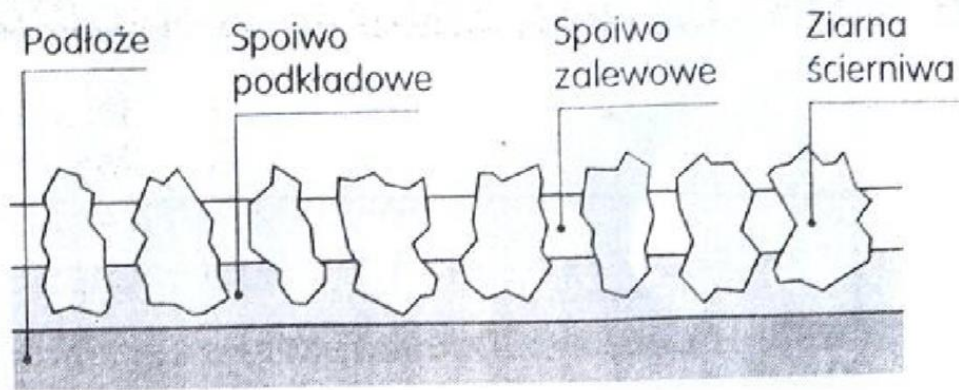 Podłoże
Spoiwo
podkładowe
Spoiwo
zalewowe
Ziarna
ścierniwa